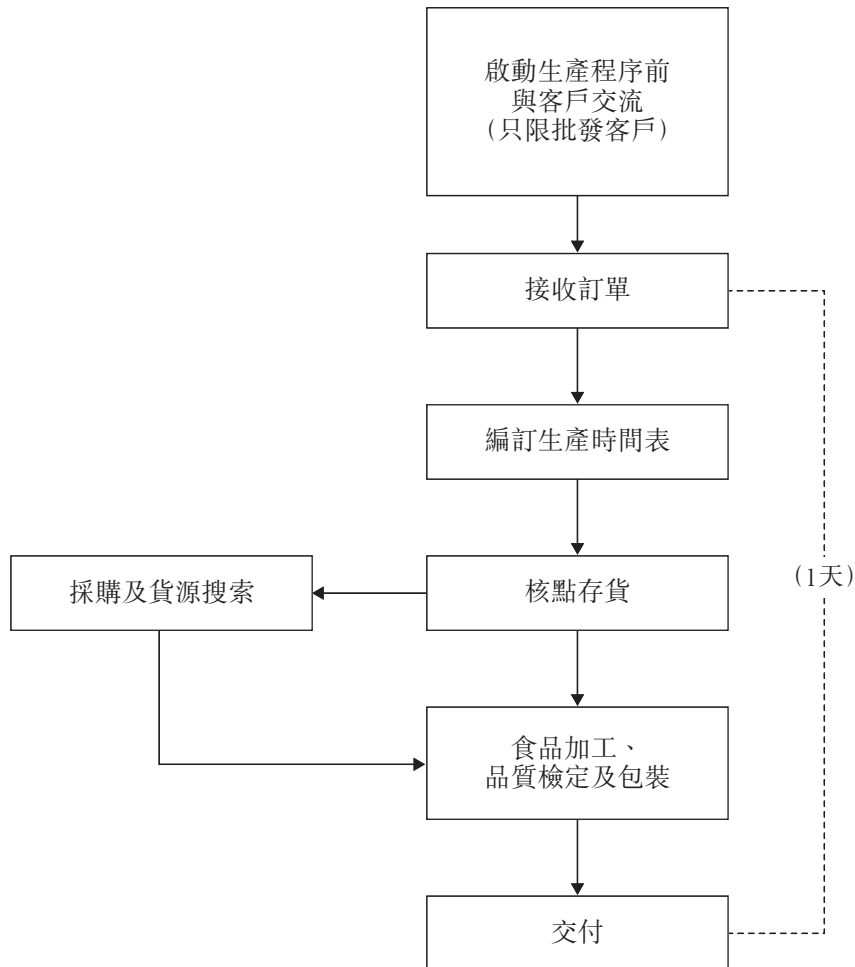 啟動生產程序前
與客戶交流
（只限批發客戶）
接收訂單
編訂生產時間表
採購及貨源搜索
核點存貨
（1天）
食品加工、
品質檢定及包裝
交付